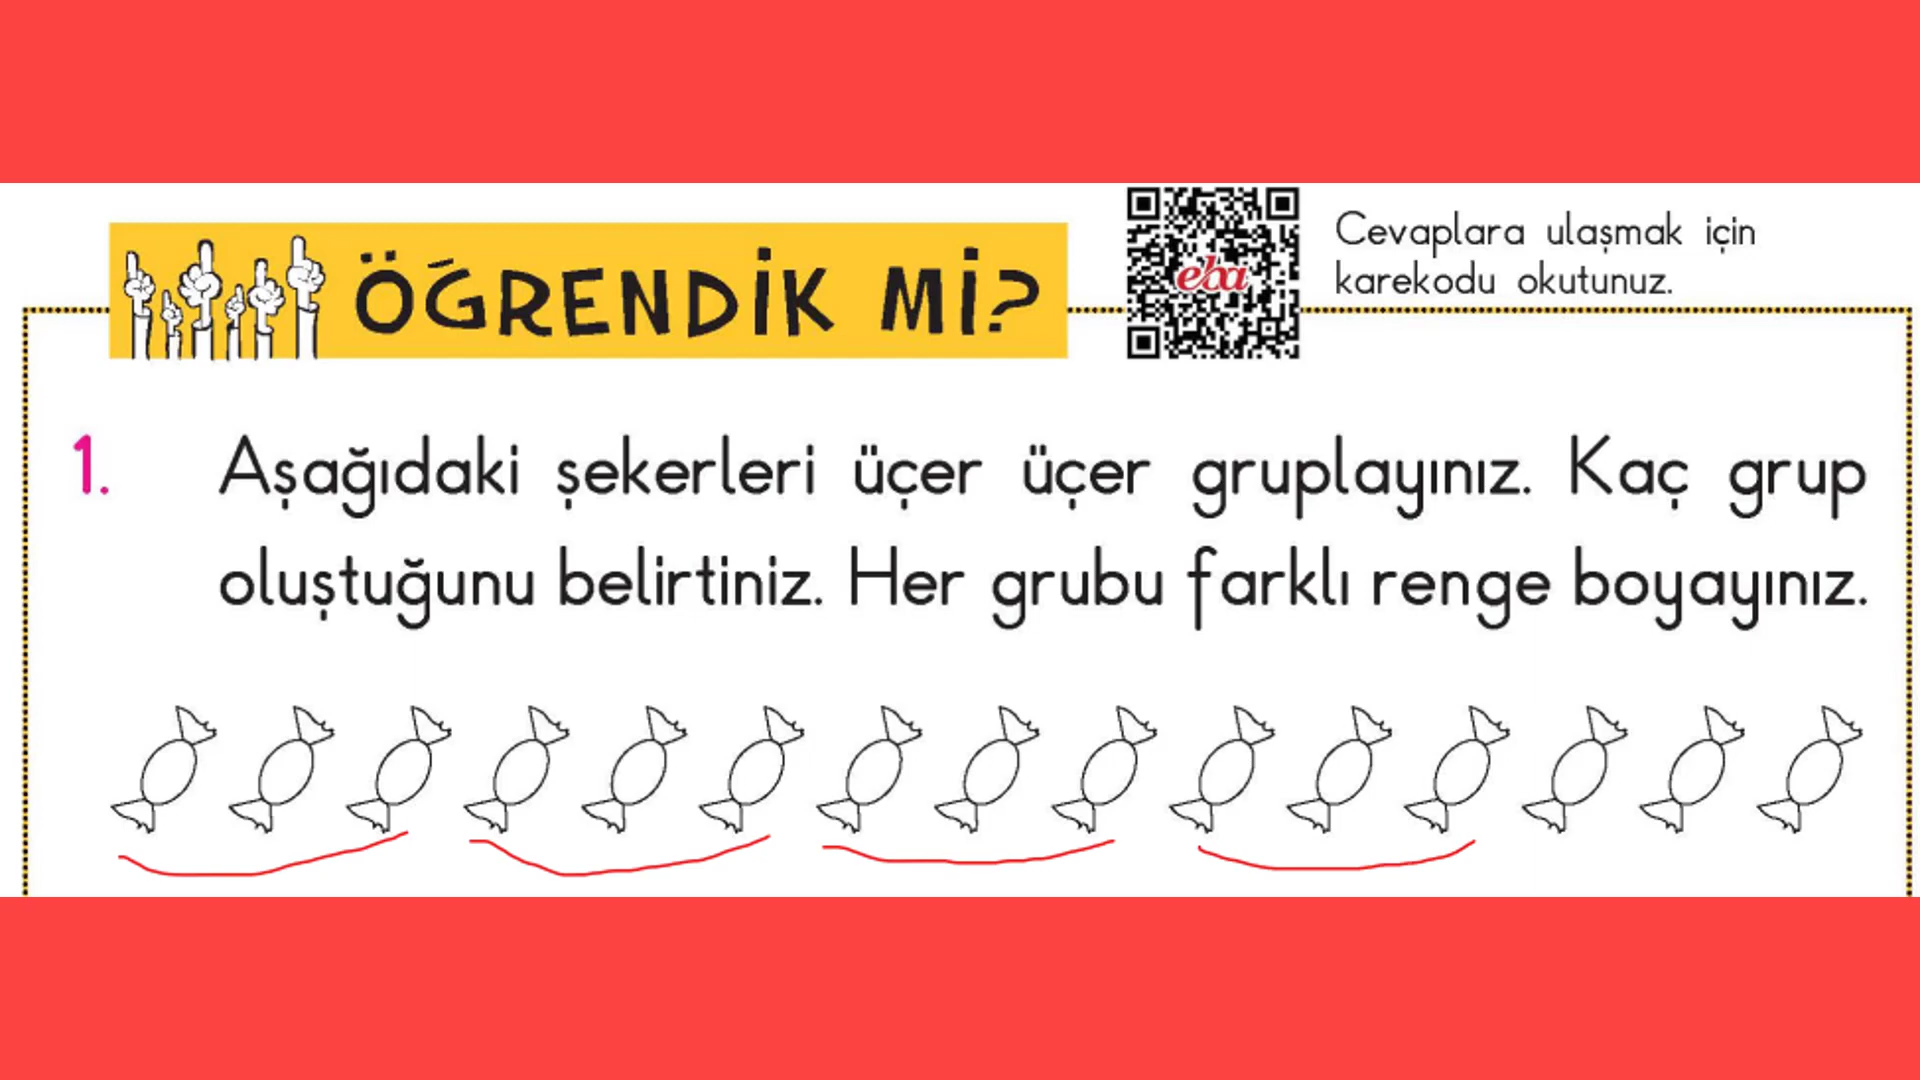 ÖĞRENDİK Mİ?
eba
Cevaplara ulaşmak için
karekodu okutunuz.
1. Aşağıdaki şekerleri üçer üçer gruplayınız. Kaç grup
oluştuğunu belirtiniz. Her grubu farklı renge boyayınız.